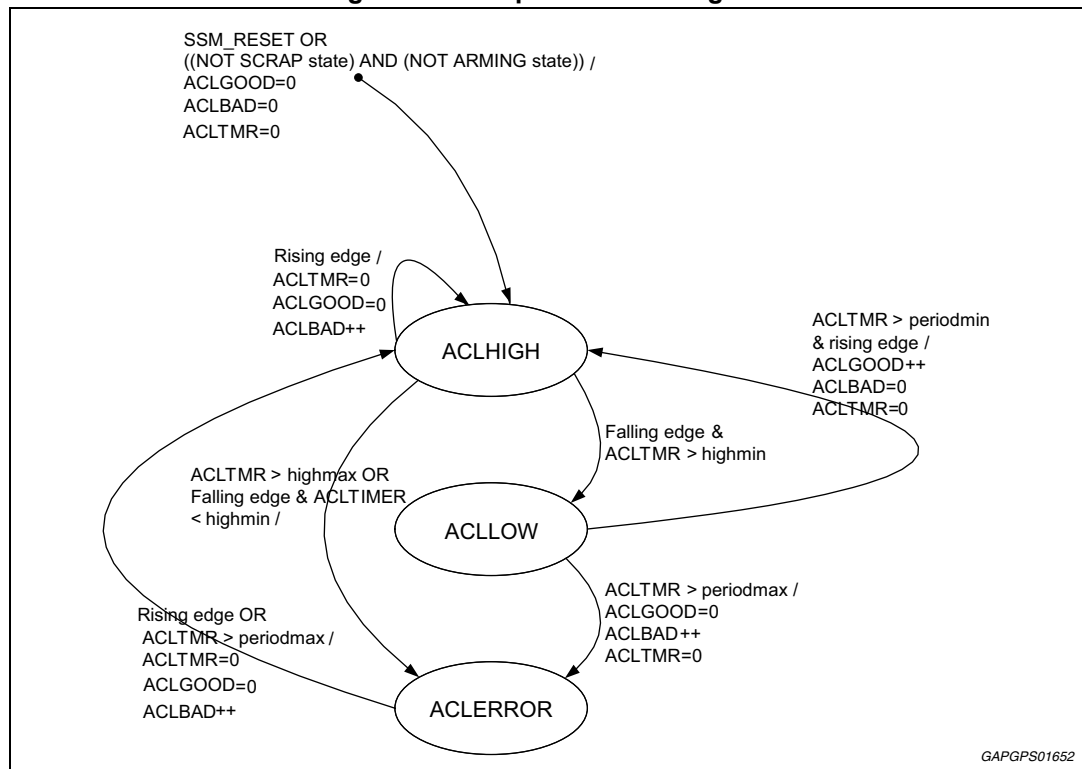 SSM_RESET OR
((NOT SCRAP state) AND (NOT ARMING state)) /
ACLGOOD=0
ACLBAD=0
ACLTMR=0
Rising edge /
ACLTMR=0
ACLGOOD=0
ACLBAD++
ACLHIGH
ACLTMR > periodmin
& rising edge /
ACLGOOD++
ACLBAD=0
ACLTMR=0
Falling edge &
ACLTMR > highmin
ACLTMR > highmax OR
Falling edge & ACLTIMER
< highmin /
ACLLOW
ACLTMR > periodmax /
ACLGOOD=0
ACLBAD++
ACLTMR=0
Rising edge OR
ACLTMR > periodmax /
ACLTMR=0
ACLGOOD=0
ACLBAD++
ACLERROR
GAPGPS01652